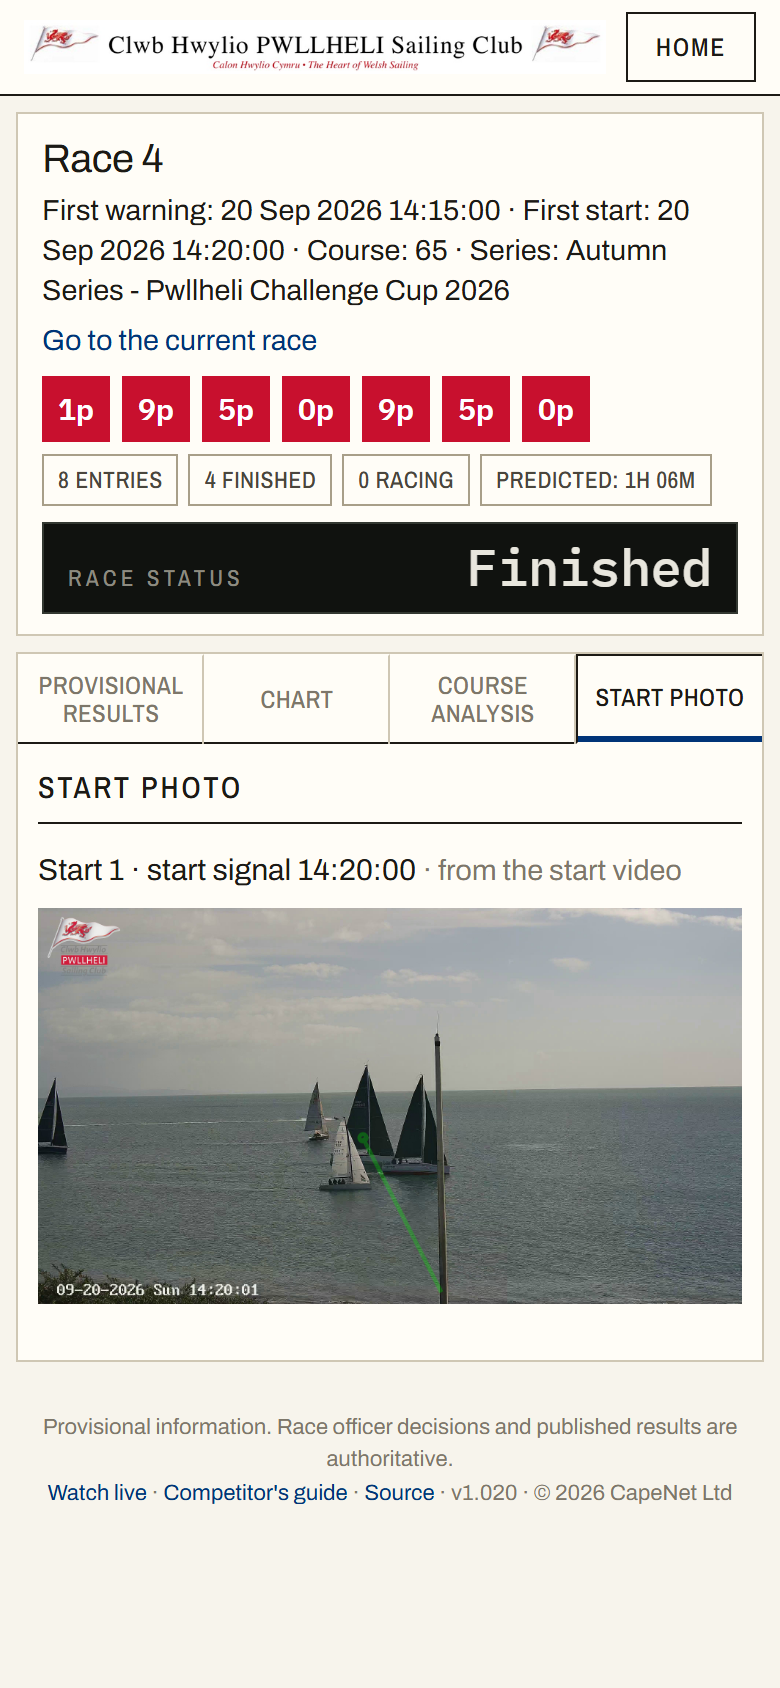 Clwb Hwylio PWLLHELI Sailing Club
Calon Hwylio Cymru • The Heart of Welsh Sailing
HOME
Race 4
First warning: 20 Sep 2026 14:15:00 · First start: 20
Sep 2026 14:20:00 · Course: 65 · Series: Autumn
Series - Pwllheli Challenge Cup 2026
Go to the current race
1p 9p 5p 0p 9p 5p 0p
8 ENTRIES 4 FINISHED 0 RACING PREDICTED: 1H 06M
RACE STATUS Finished
PROVISIONAL
RESULTS
CHART
COURSE
ANALYSIS
START PHOTO
START PHOTO
Start 1 · start signal 14:20:00 · from the start video
Clwb Hwylio
PWLLHELI
Sailing Club
09-20-2026 Sun 14:20:01
Provisional information. Race officer decisions and published results are
authoritative.
Watch live · Competitor's guide · Source · v1.020 · © 2026 CapeNet Ltd